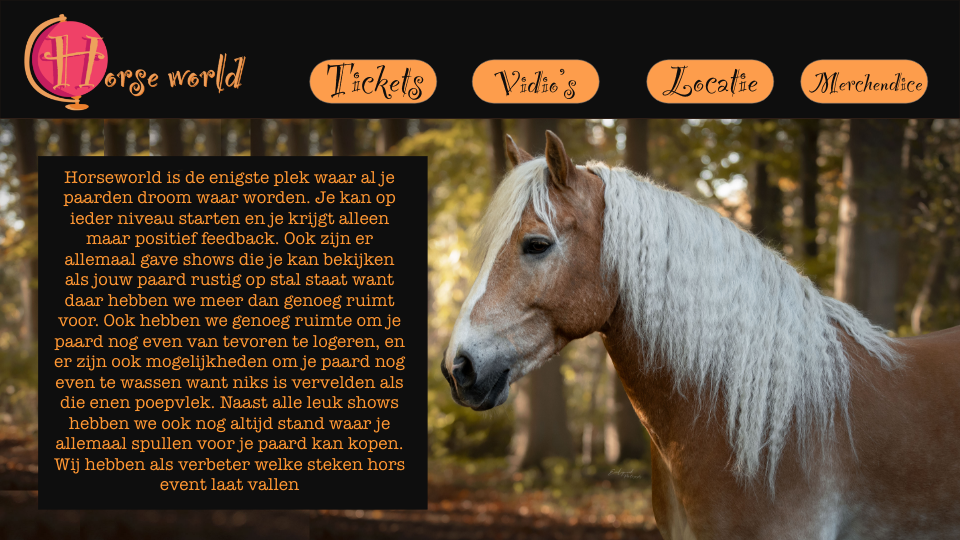 Horse world
Tickets
Vidio's
Locatie
Merchendice
Horseworld is de enigste plek waar al je
paarden droom waar worden. Je kan op
ieder niveau starten en je krijgt alleen
maar positief feedback. Ook zijn er
allemaal gave shows die je kan bekijken
als jouw paard rustig op stal staat want
daar hebben we meer dan genoeg ruimt
voor. Ook hebben we genoeg ruimte om je
paard nog even van tevoren te logeren, en
er zijn ook mogelijkheden om je paard nog
even te wassen want niks is vervelden als
die enen poepvlek. Naast alle leuk shows
hebben we ook nog altijd stand waar je
allemaal spullen voor je paard kan kopen.
Wij hebben als verbeter welke steken hors
event laat vallen